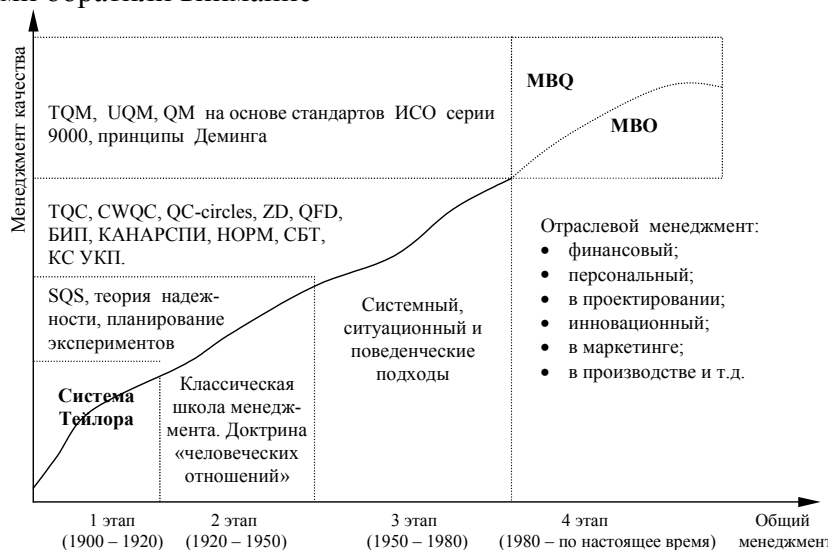 ми обратили внимание
Менеджмент качества
MBQ
MBO
TQM, UQM, QM на основе стандартов ИСО серии
9000, принципы Деминга
TQC, CWQC, QC-circles, ZD, QFD,
БИП, КАНАРСПИ, НОРМ, СБТ,
КС УКП.
SQS, теория надеж-
ности, планирование
экспериментов
Система
Тейлора
Классическая
школа менедж-
мента. Доктрина
«человеческих
отношений»
Системный,
ситуационный и
поведенческие
подходы
Отраслевой менеджмент:
• финансовый;
• персональный;
• в проектировании;
• инновационный;
• в маркетинге;
• в производстве и т.д.
1 этап
(1900 – 1920)
2 этап
(1920 – 1950)
3 этап
(1950 – 1980)
4 этап
(1980 – по настоящее время)
Общий
менеджмент